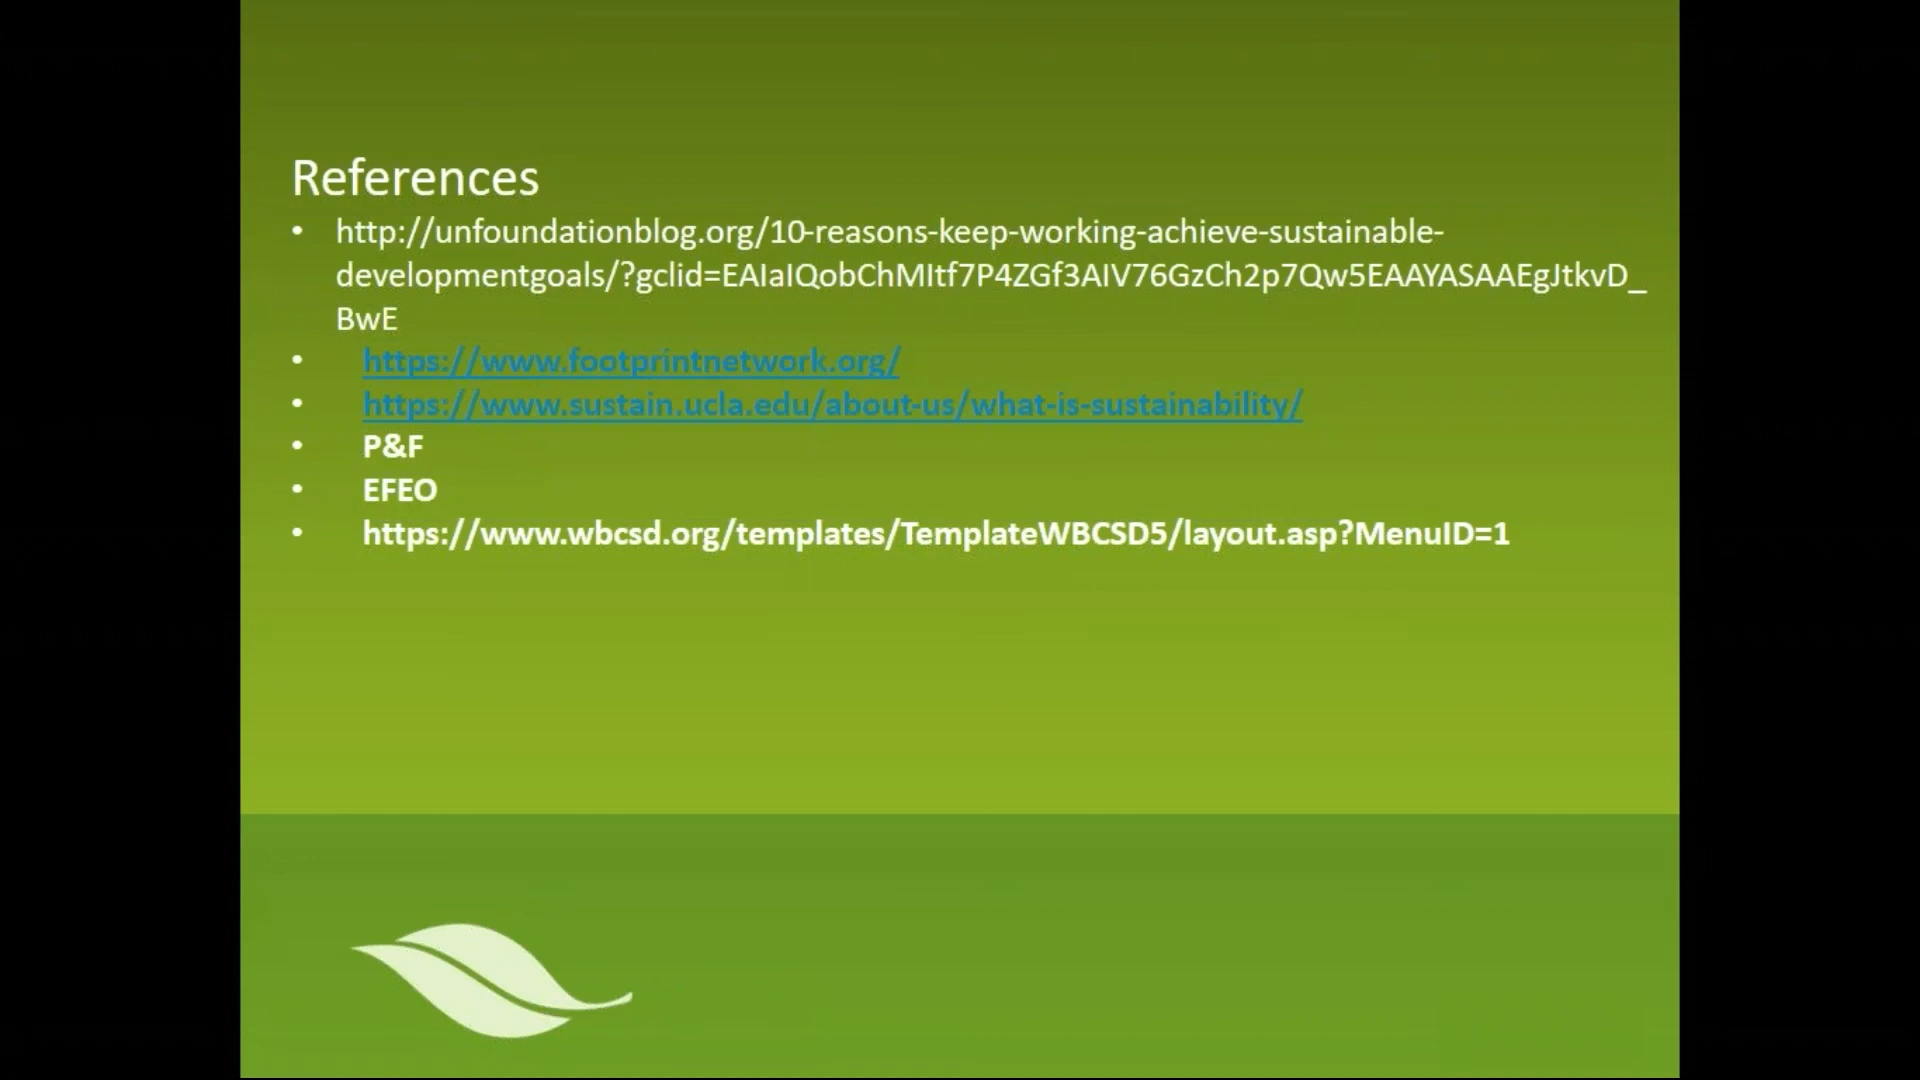 References
• http://unfoundationblog.org/10-reasons-keep-working-achieve-sustainable-
developmentgoals/?gclid=EAIaIQobChMItf7P4ZGf3AIV76GzCh2p7Qw5EAAYASAAEgJtkvD_
BwE
• https://www.footprintnetwork.org/
• https://www.sustain.ucla.edu/about-us/what-is-sustainability/
• P&F
• EFEO
• https://www.wbcsd.org/templates/TemplateWBCSD5/layout.asp?MenuID=1